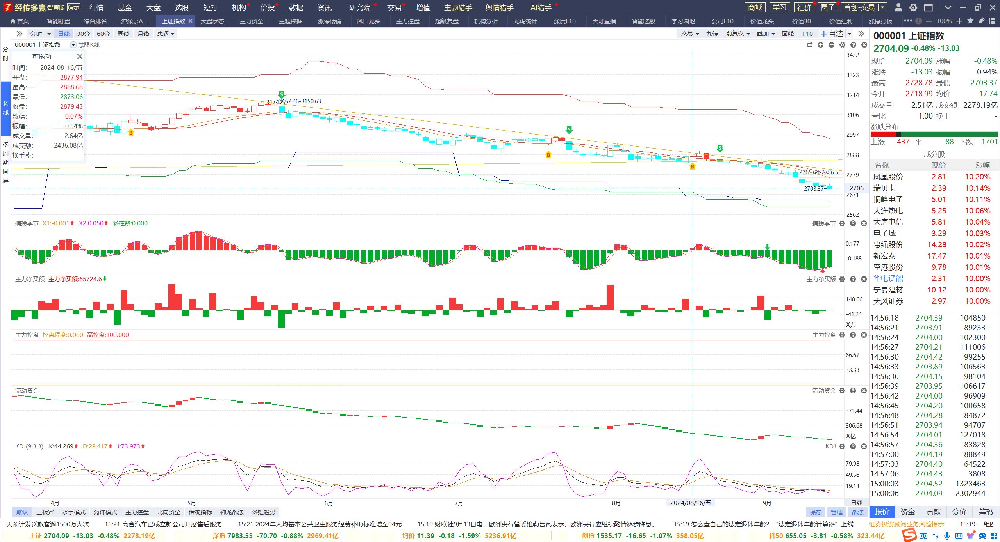 经传多赢 智尊版 演示 行情 基金 大盘 选股 短打 机构 价投 数据 资讯 研究院 交易 增值 主题猎手 舆情猎手 AI猎手 商城 学习 社群 圈子 首创-交易
首页 智能盯盘 综合排名 沪深京A... 上证指数 大盘状态 主力资金 主题挖掘 涨停棱镜 风口龙头 主力控盘 超级复盘 机构分析 龙虎统计 深度F10 大咖直播 智能选股 学习园地 公司F10 价值龙头 价值30 价值红利 涨停打板 100%
分时 日线 30分 60分 周线 月线 更多 交易 九转 前复权 叠加 画线 F10 自选
000001 上证指数 慧眼K线
分时
K线
多周期同屏
可拖动
时间: 2024-08-16/五
开盘: 2877.94
最高: 2888.68
最低: 2873.06
收盘: 2879.43
涨幅: 0.07%
振幅: 0.54%
成交量: 2.64亿
成交额: 2436.08亿
换手率:
3152.46-3150.63
2765.64-2756.56
2703.37
3432
3323
3214
3106
2997
2888
2779
2706
2671
2562
捕捞季节 X1:-0.001 X2:0.050 彩柱数:0.000 捕捞季节
0.177
-0.188
主力净买额 主力净买额:65724.6 主力净买额
148.66
-41.24
X万
主力控盘 控盘程度:0.000 高控盘:100.000 主力控盘
66.67
33.33
流动资金 流动资金
371.44
306.68
X亿
KDJ(9,3,3) K:44.269 D:29.417 J:73.973 KDJ
79.98
49.56
19.13
4月 5月 6月 7月 8月 2024/08/16/五 9月 日线
默认 三板斧 水手模式 海洋模式 主力控盘 北向资金 传统指标 神龙战法 彩虹趋势 保存 管理 战法
000001 上证指数
2704.09 -0.48% -13.03
现价 2704.09 涨幅 -0.48%
涨跌 -13.03 振幅 0.94%
最高 2728.78 最低 2703.37
今开 2718.99 均价 17.74
成交量 2.51亿 成交额 2278.19亿
量比 1.00 换手 -
涨跌分布
上涨 437 平 88 下跌 1701
成分股
名称 现价 涨幅
凤凰股份 2.81 10.20%
瑞贝卡 2.39 10.14%
铜峰电子 5.01 10.11%
大连热电 5.25 10.06%
大唐电信 5.81 10.04%
电子城 3.29 10.03%
贵绳股份 14.28 10.02%
新宏泰 17.47 10.01%
空港股份 9.78 10.01%
华电辽能 2.31 10.00%
宁夏建材 10.12 10.00%
天风证券 2.97 10.00%
14:56:18 2704.39 104850
14:56:21 2703.91 89233
14:56:24 2704.00 102300
14:56:27 2704.21 111006
14:56:30 2704.42 99255
14:56:33 2703.89 106563
14:56:36 2704.15 98104
14:56:39 2703.95 106617
14:56:42 2704.00 96909
14:56:45 2704.20 100658
14:56:48 2704.28 84872
14:56:51 2703.94 94707
14:56:54 2704.01 127018
14:56:57 2704.36 83828
14:57:00 2704.19 88849
14:57:03 2704.40 64522
14:57:06 2704.43 3808
15:00:03 2704.52 1323463
15:00:06 2704.09 2302944
报价 资金 贡献 分价 筹码
天预计发送旅客逾1500万人次 15:21 高合汽车已成立新公司开展售后服务 15:21 2024年人均基本公共卫生服务经费补助标准增至94元 15:19 财联社9月13日电，欧洲央行管委维勒鲁瓦表示，欧洲央行应继续酌情逐步降息。 15:19 怎么查自己的法定退休年龄？“法定退休年龄计算器”上线 证券投资顾问业务风险提示 15:19 一组图
上证 2704.09 -13.03 -0.48% 2278.19亿 深指 7983.55 -70.70 -0.88% 2969.41亿 均价 11.39 -0.18 -1.59% 5236.91亿 创指 1535.17 -16.65 -1.07% 358.05亿 科50 655.05 -3.81 -0.58% 323.44亿 英